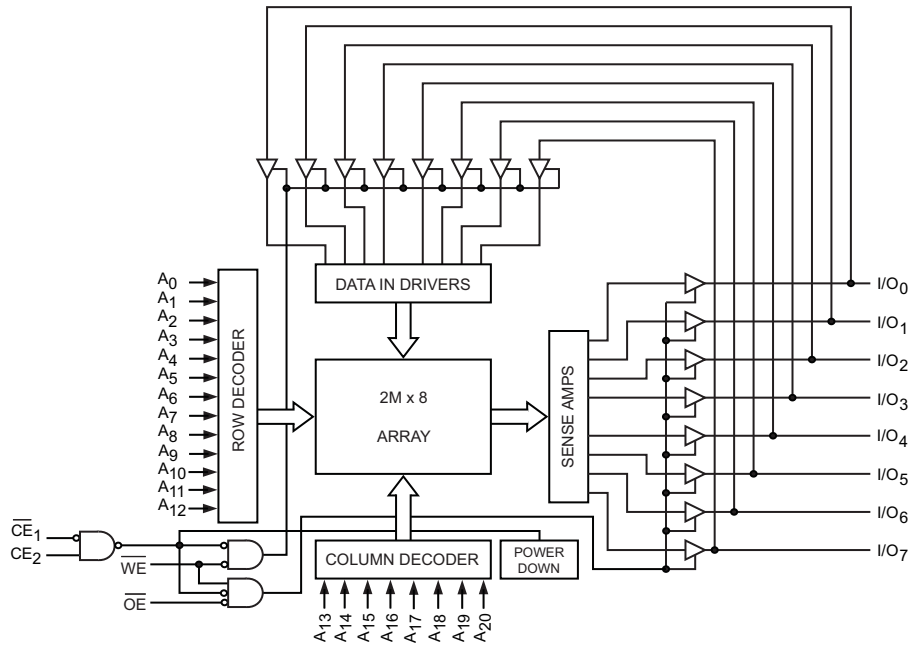 DATA IN DRIVERS
A0
A1
A2
A3
A4
A5
A6
A7
A8
A9
A10
A11
A12
ROW DECODER
2M x 8
ARRAY
SENSE AMPS
I/O0
I/O1
I/O2
I/O3
I/O4
I/O5
I/O6
I/O7
CE1
CE2
WE
OE
COLUMN DECODER
POWER
DOWN
A13
A14
A15
A16
A17
A18
A19
A20